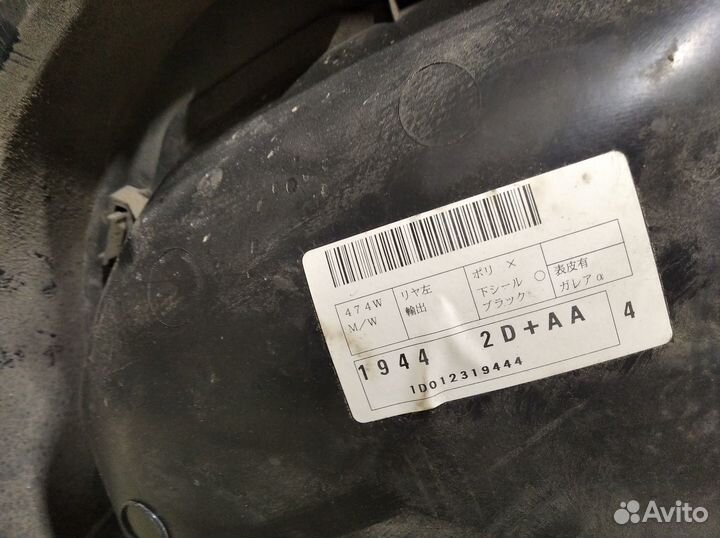 474W
M/W
リヤ左
輸出
ポリ ×
下シール ○
ブラック
表皮有
ガレアα
1944 2D+AA 4
1D012319444
Avito